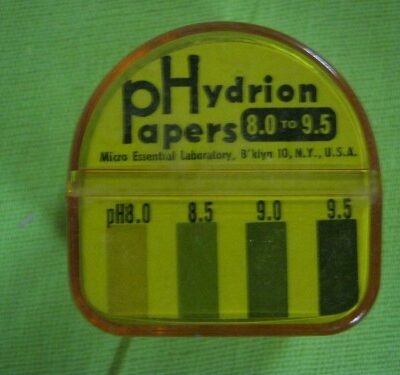 pHydrion
Papers 8.0 TO 9.5
Micro Essential Laboratory, B'klyn 10, N.Y., U.S.A.
pH8.0 8.5 9.0 9.5